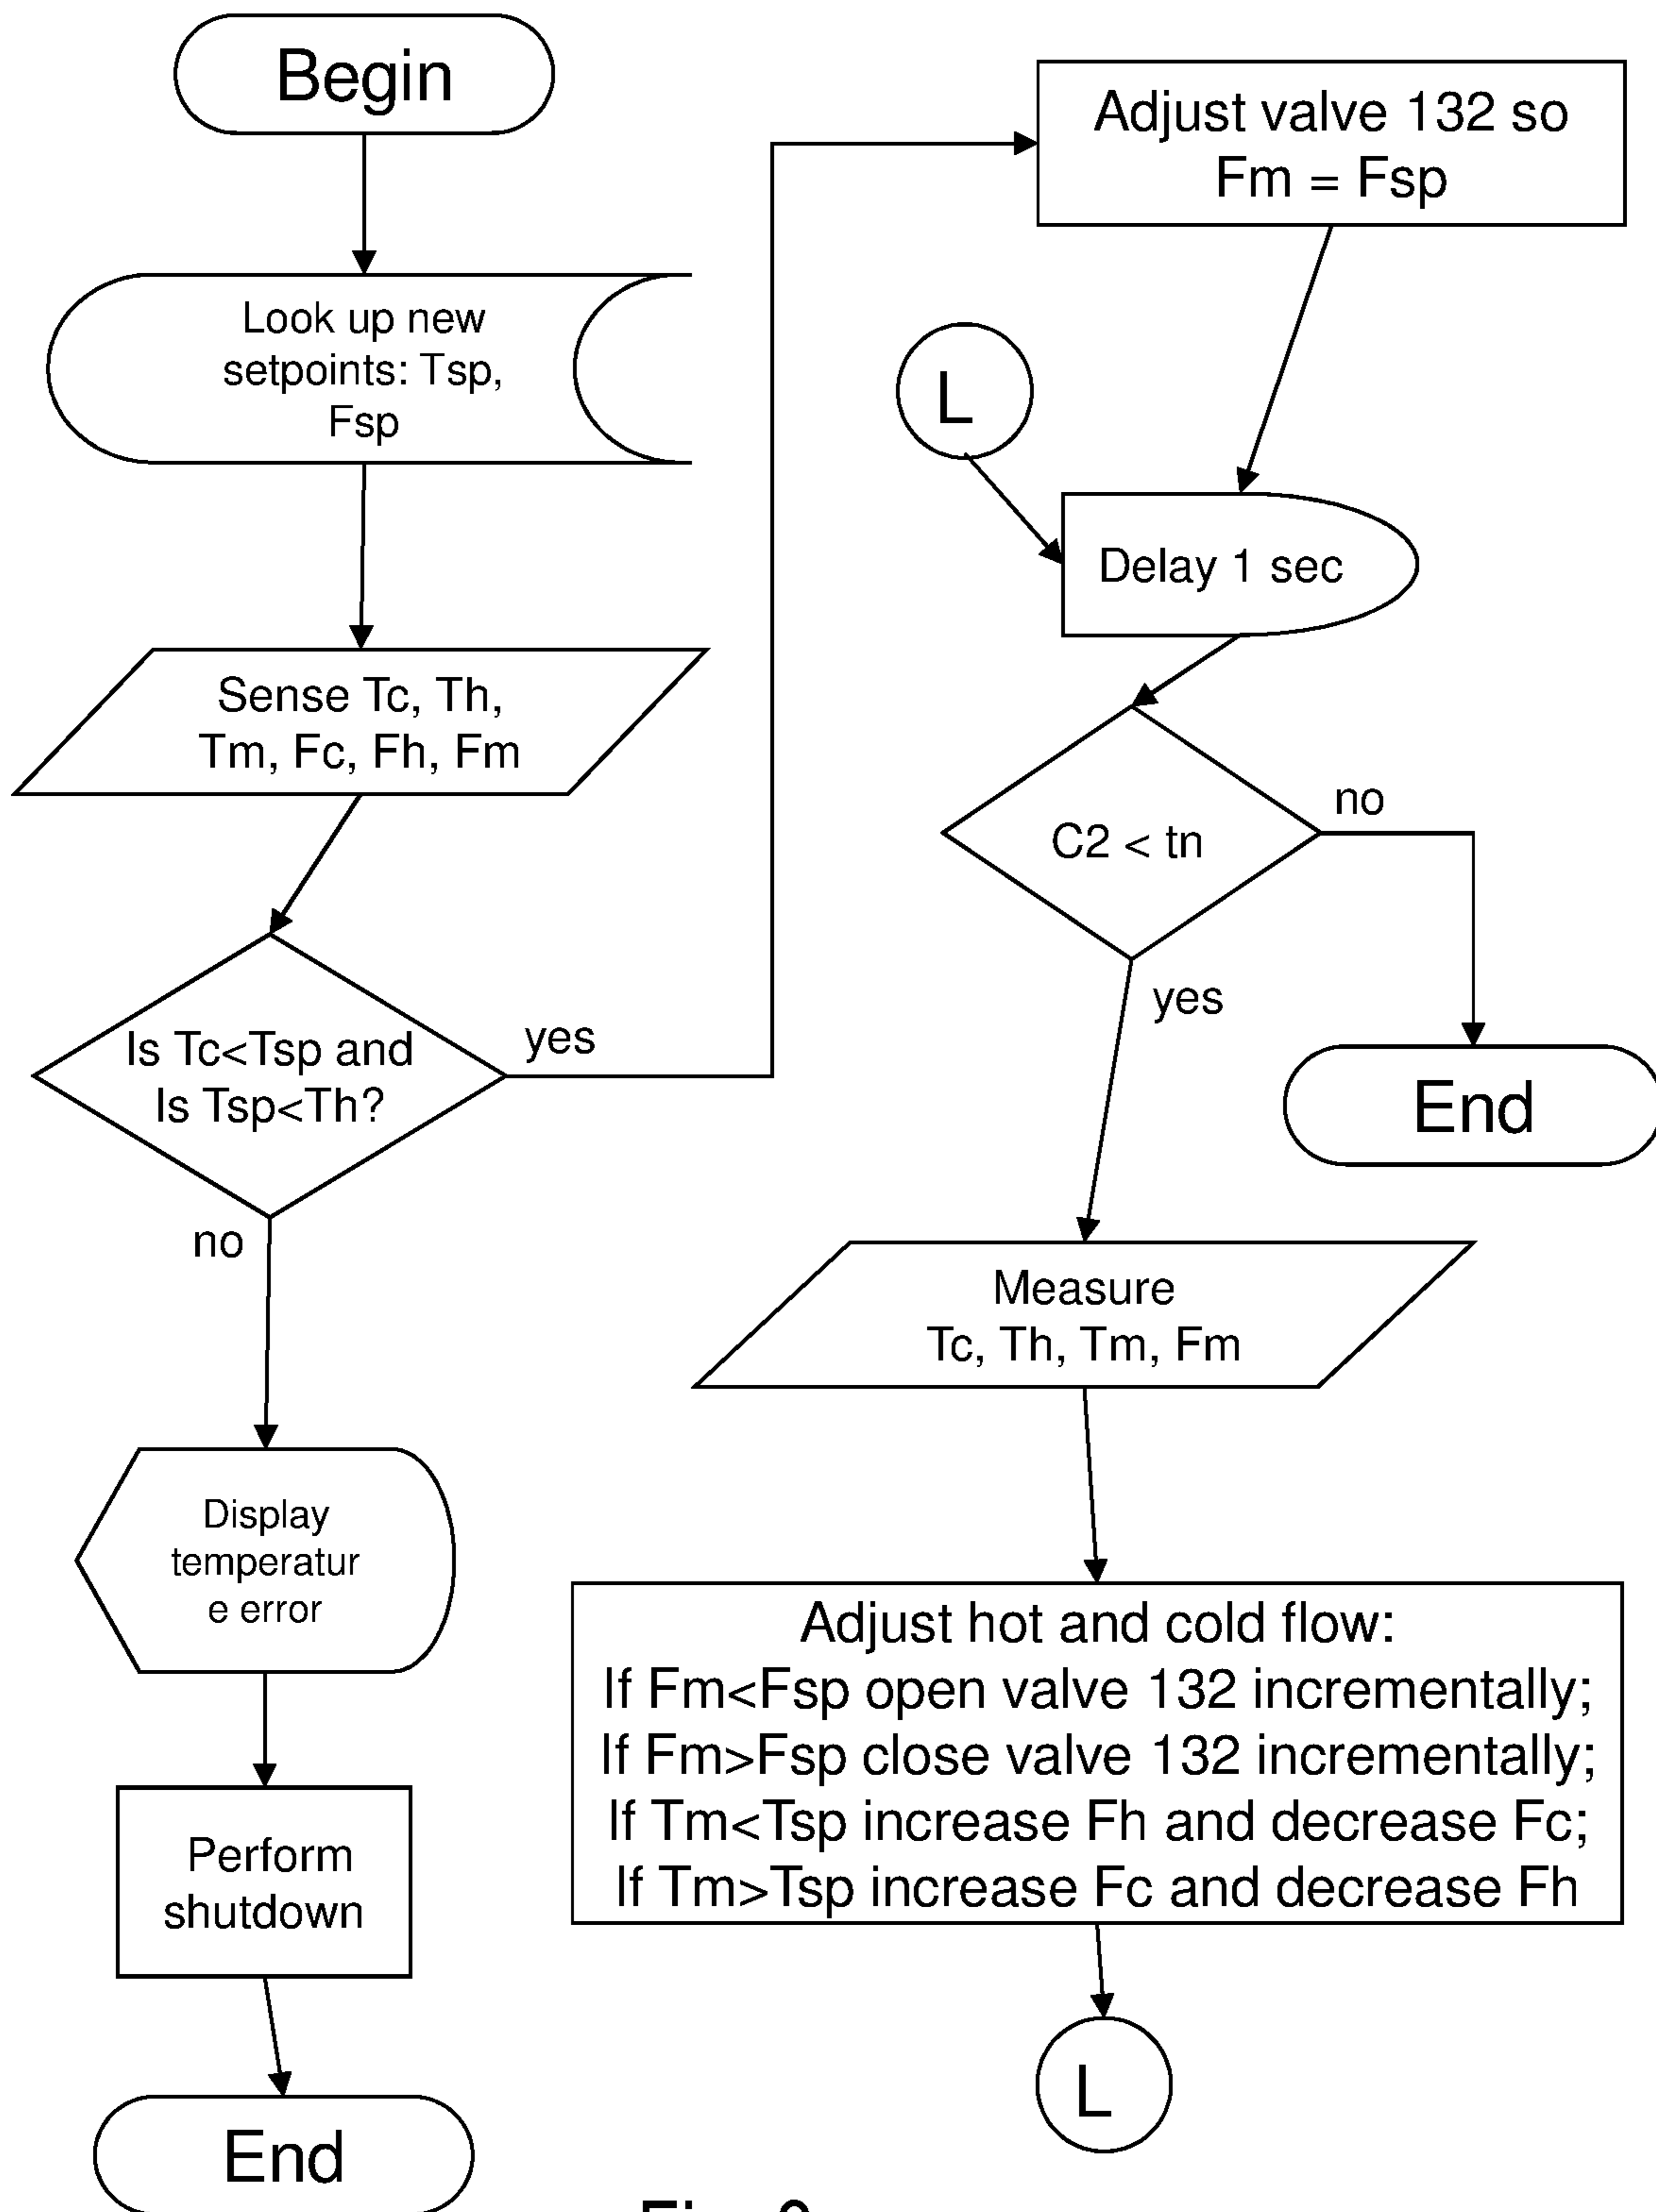 Begin
Look up new
setpoints: Tsp,
Fsp
Sense Tc, Th,
Tm, Fc, Fh, Fm
Is Tc<Tsp and
Is Tsp<Th?
yes
no
Display
temperatur
e error
Perform
shutdown
End
Adjust valve 132 so
Fm = Fsp
L
Delay 1 sec
C2 < tn
no
yes
End
Measure
Tc, Th, Tm, Fm
Adjust hot and cold flow:
If Fm<Fsp open valve 132 incrementally;
If Fm>Fsp close valve 132 incrementally;
If Tm<Tsp increase Fh and decrease Fc;
If Tm>Tsp increase Fc and decrease Fh
L